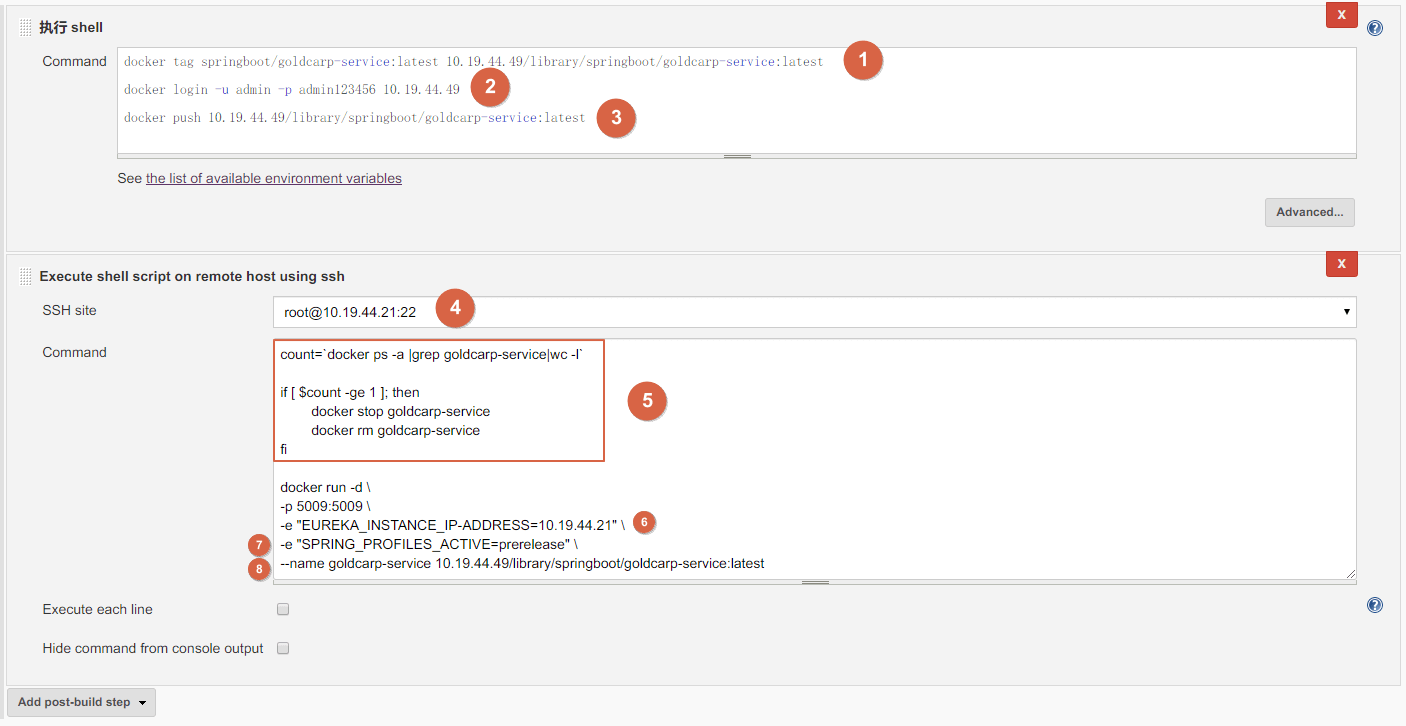 执行 shell
X
Command
docker tag springboot/goldcarp-service:latest 10.19.44.49/library/springboot/goldcarp-service:latest
1
docker login -u admin -p admin123456 10.19.44.49
2
docker push 10.19.44.49/library/springboot/goldcarp-service:latest
3
See the list of available environment variables
Advanced...
Execute shell script on remote host using ssh
X
SSH site
root@10.19.44.21:22
4
Command
count=`docker ps -a |grep goldcarp-service|wc -l`
if [ $count -ge 1 ]; then
docker stop goldcarp-service
docker rm goldcarp-service
fi
5
docker run -d \
-p 5009:5009 \
-e "EUREKA_INSTANCE_IP-ADDRESS=10.19.44.21" \
6
7
-e "SPRING_PROFILES_ACTIVE=prerelease" \
8
--name goldcarp-service 10.19.44.49/library/springboot/goldcarp-service:latest
Execute each line
?
Hide command from console output
Add post-build step